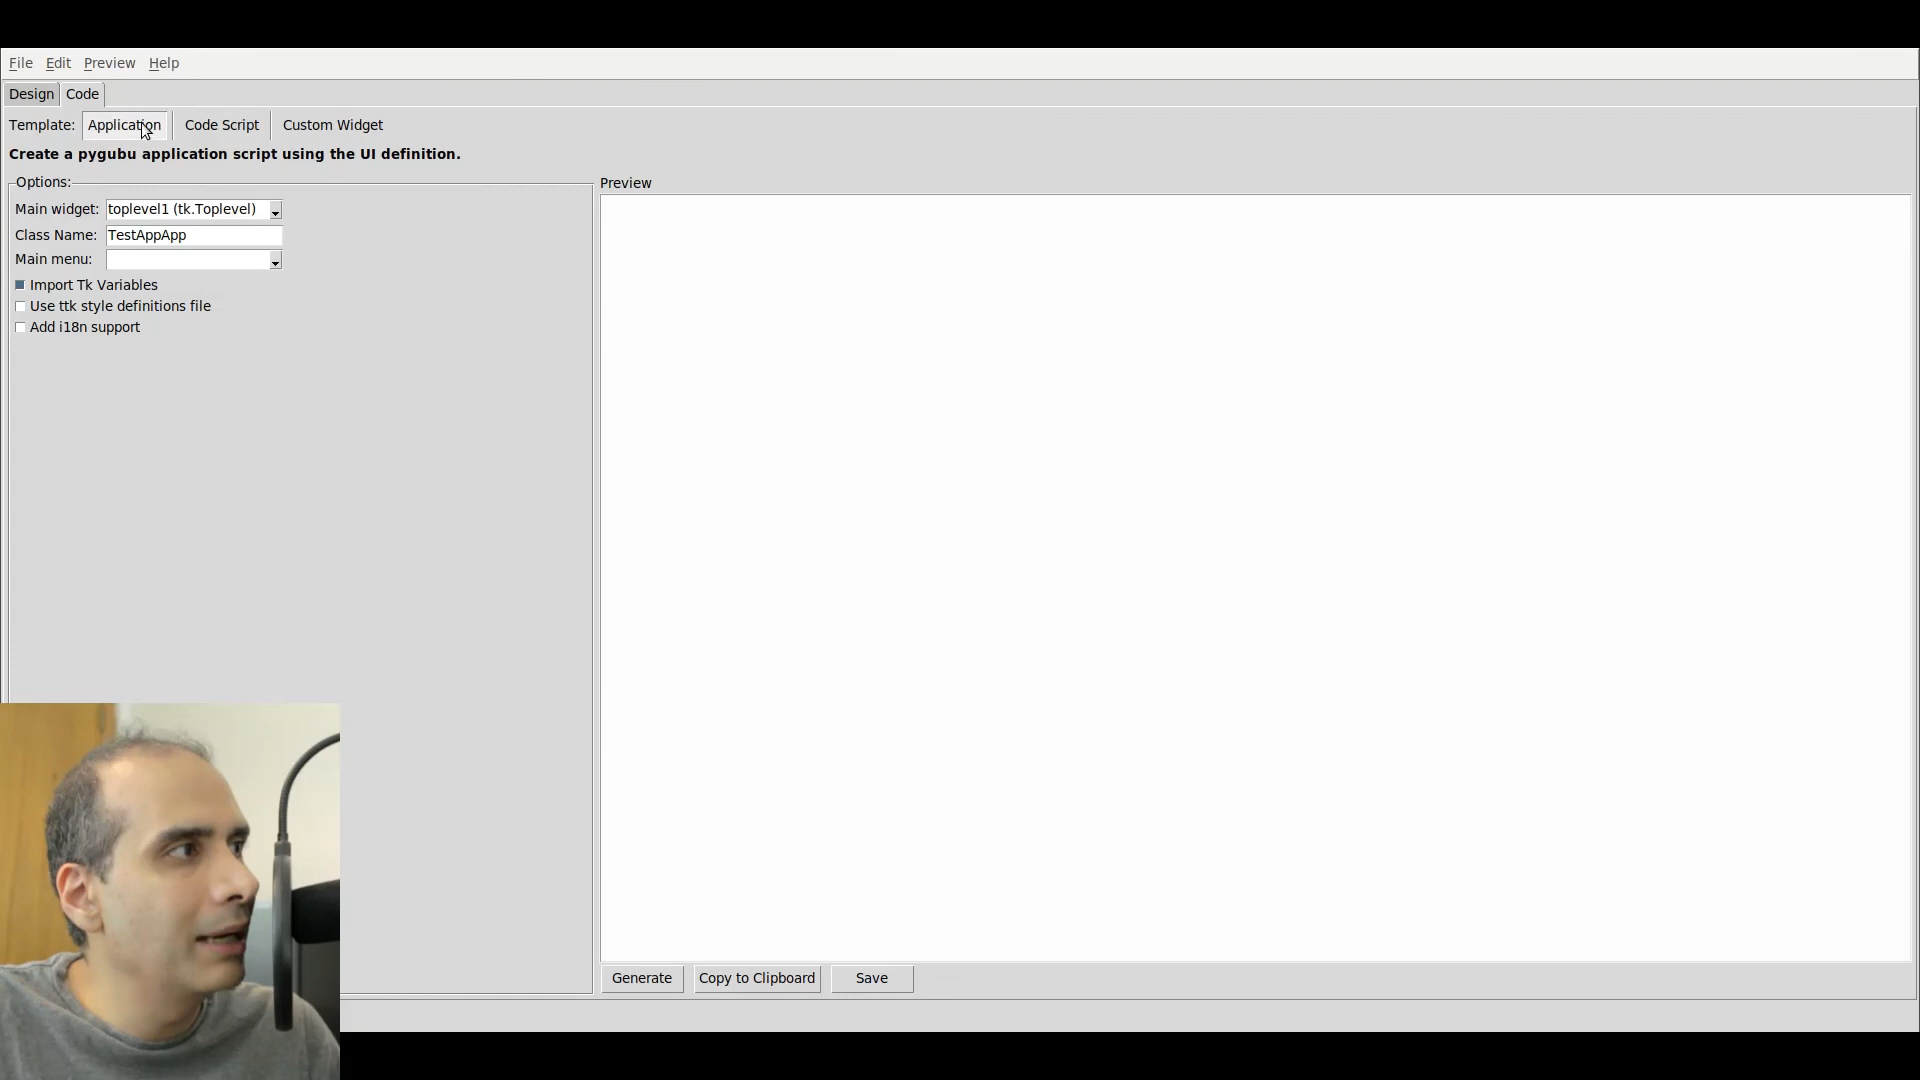 File Edit Preview Help
Design Code
Template: Application Code Script Custom Widget
Create a pygubu application script using the UI definition.
Options:
Preview
Main widget: toplevel1 (tk.Toplevel)
Class Name: TestAppApp
Main menu:
Import Tk Variables
Use ttk style definitions file
Add i18n support
Generate Copy to Clipboard Save